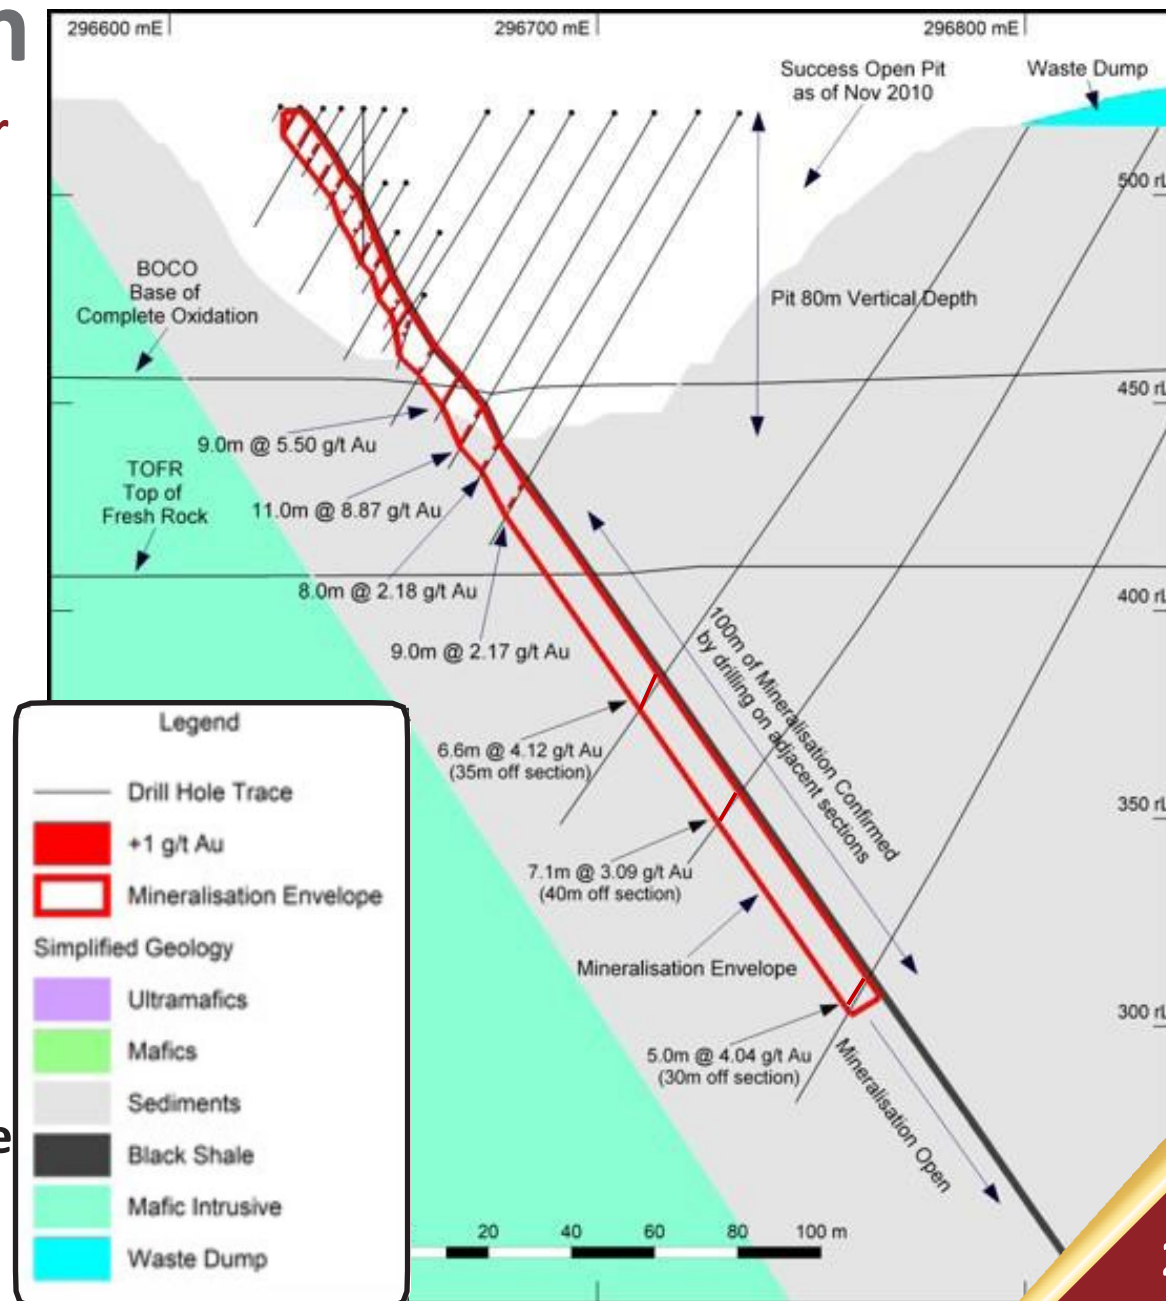 n
r
296600 mE
296700 mE
296800 mE
Success Open Pit
as of Nov 2010
Waste Dump
500 rL
BOCO
Base of
Complete Oxidation
Pit 80m Vertical Depth
450 rL
9.0m @ 5.50 g/t Au
TOFR
Top of
Fresh Rock
11.0m @ 8.87 g/t Au
8.0m @ 2.18 g/t Au
400 rL
9.0m @ 2.17 g/t Au
100m of Mineralisation Confirmed
by drilling on adjacent sections
6.6m @ 4.12 g/t Au
(35m off section)
350 rL
7.1m @ 3.09 g/t Au
(40m off section)
Mineralisation Envelope
300 rL
5.0m @ 4.04 g/t Au
(30m off section)
Mineralisation Open
Legend
Drill Hole Trace
+1 g/t Au
Mineralisation Envelope
Simplified Geology
Ultramafics
Mafics
Sediments
Black Shale
Mafic Intrusive
Waste Dump
e
20 40 60 80 100 m